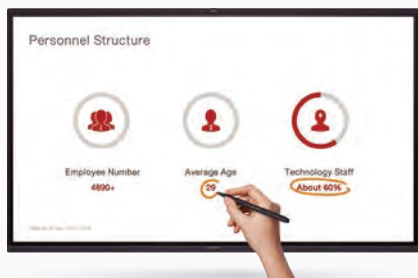 Personnel Structure
Employee Number
4890+
Average Age
29
Technology Staff
About 60%